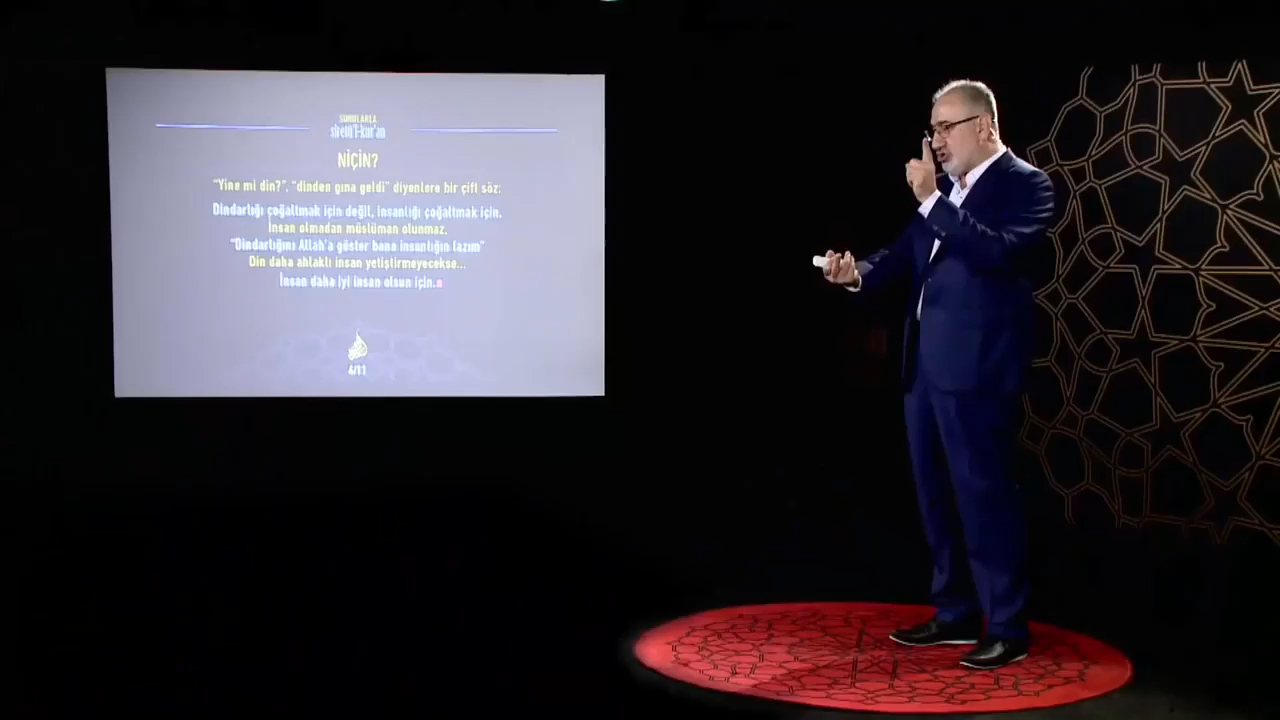 SORULARLA
siretü'l-kur'an
NİÇİN?
“Yine mi din?”, “dinden gına geldi” diyenlere bir çift söz:
Dindarlığı çoğaltmak için değil, insanlığı çoğaltmak için.
İnsan olmadan müslüman olunmaz.
“Dindarlığını Allah'a göster bana insanlığın lazım”
Din daha ahlaklı insan yetiştirmeyecekse...
İnsan daha iyi insan olsun için.
4/11